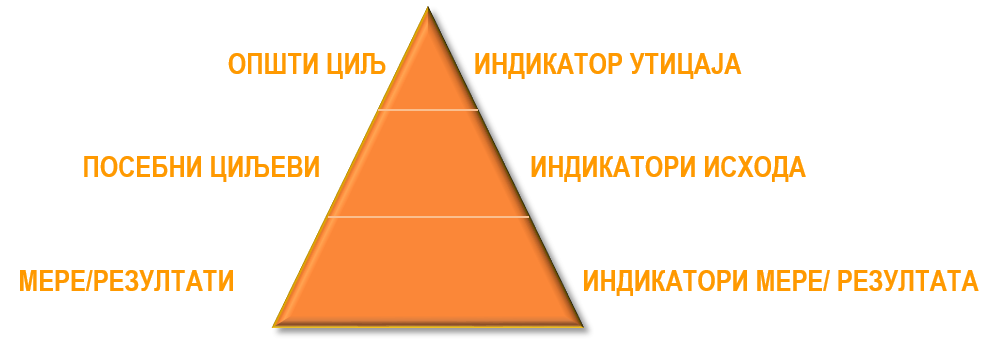 ОПШТИ ЦИЉ
ИНДИКАТОР УТИЦАЈА
ПОСЕБНИ ЦИЉЕВИ
ИНДИКАТОРИ ИСХОДА
МЕРЕ/РЕЗУЛТАТИ
ИНДИКАТОРИ МЕРЕ/ РЕЗУЛТАТА